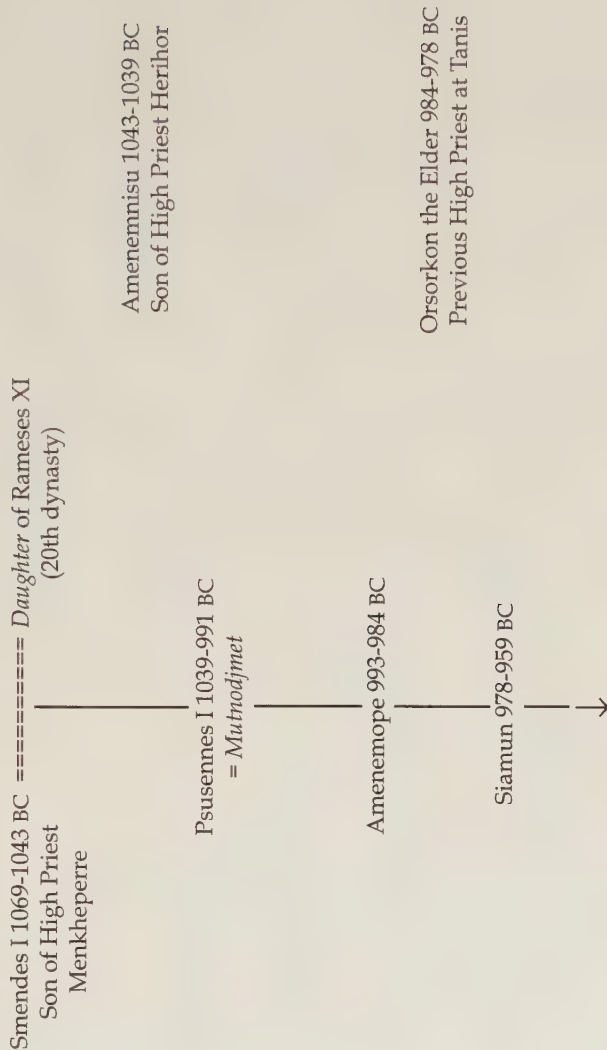 Smendes I 1069-1043 BC =========== Daughter of Rameses XI
Son of High Priest
Menkheperre
(20th dynasty)
Amenemnisu 1043-1039 BC
Son of High Priest Herihor
Psusennes I 1039-991 BC
= Mutnodjmet
Amenemope 993-984 BC
Orsorkon the Elder 984-978 BC
Previous High Priest at Tanis
Siamun 978-959 BC